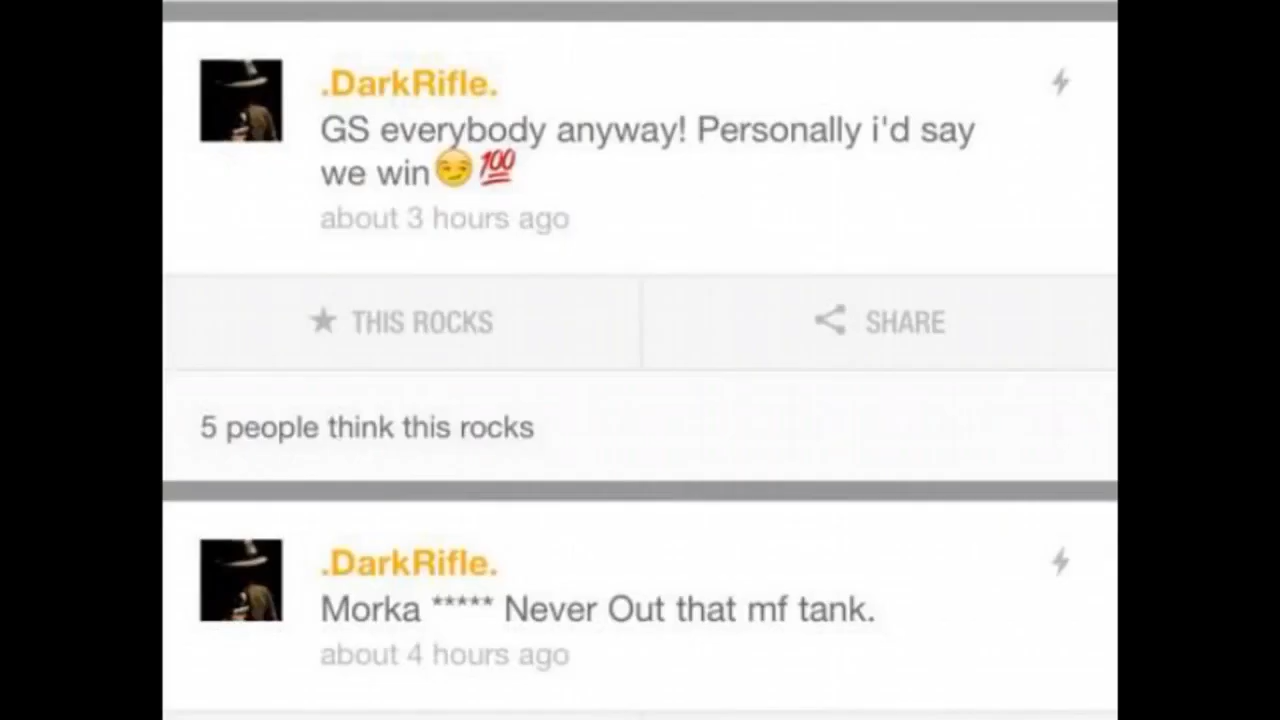 .DarkRifle.
GS everybody anyway! Personally i'd say
we win😏💯
about 3 hours ago
★ THIS ROCKS
SHARE
5 people think this rocks
.DarkRifle.
Morka ***** Never Out that mf tank.
about 4 hours ago